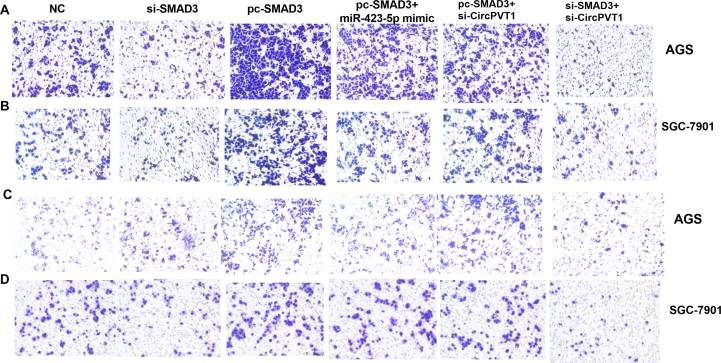 NC si-SMAD3 pc-SMAD3 pc-SMAD3+ miR-423-5p mimic pc-SMAD3+ si-CircPVT1 si-SMAD3+ si-CircPVT1
A AGS
B SGC-7901
C AGS
D SGC-7901